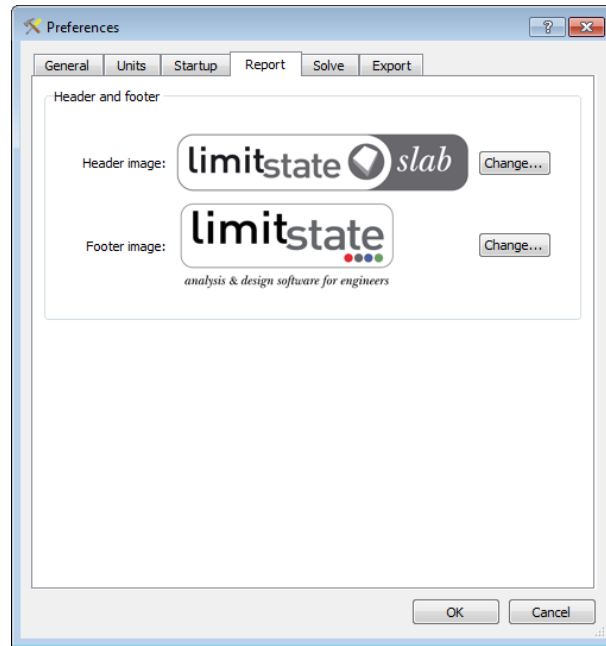 Preferences
General Units Startup Report Solve Export
Header and footer
Header image: limitstate slab Change...
Footer image: limitstate Change...
analysis & design software for engineers
OK Cancel